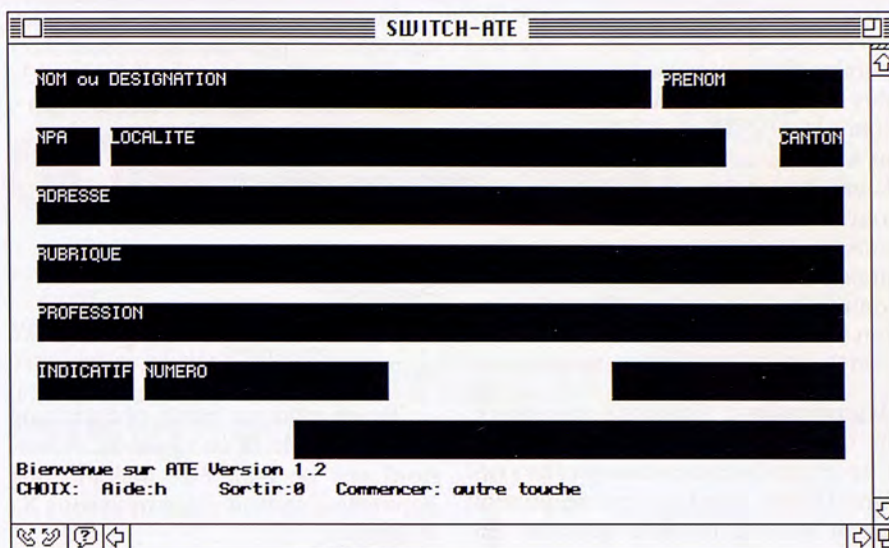 SWITCH-ATE
NOM ou DESIGNATION PRENOM
NPA LOCALITE CANTON
ADRESSE
RUBRIQUE
PROFESSION
INDICATIF NUMERO
Bienvenue sur ATE Version 1.2
CHOIX: Aide:h Sortir:0 Commencer: autre touche